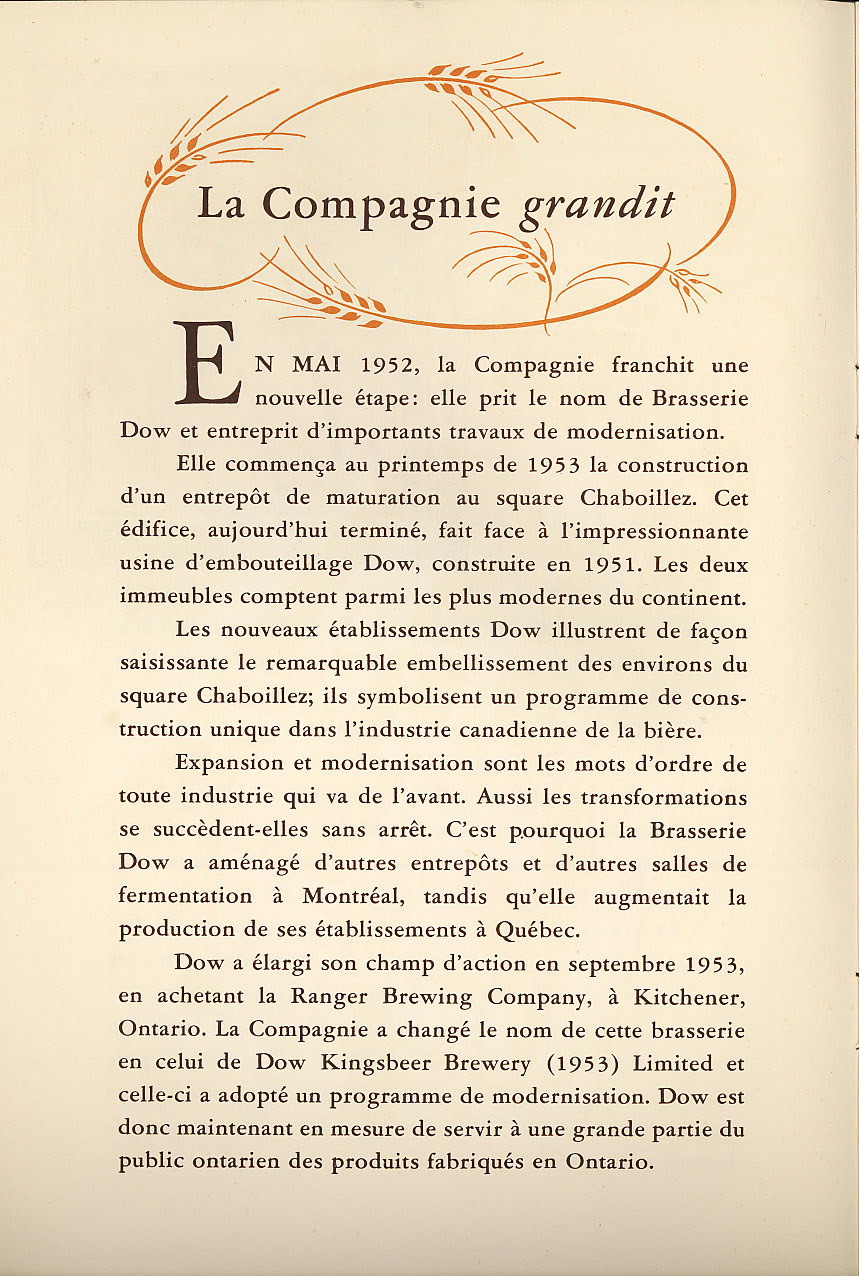 La Compagnie grandit
EN MAI 1952, la Compagnie franchit une
nouvelle étape: elle prit le nom de Brasserie
Dow et entreprit d'importants travaux de modernisation.
Elle commença au printemps de 1953 la construction
d'un entrepôt de maturation au square Chaboillez. Cet
édifice, aujourd'hui terminé, fait face à l'impressionnante
usine d'embouteillage Dow, construite en 1951. Les deux
immeubles comptent parmi les plus modernes du continent.
Les nouveaux établissements Dow illustrent de façon
saisissante le remarquable embellissement des environs du
square Chaboillez; ils symbolisent un programme de cons-
truction unique dans l'industrie canadienne de la bière.
Expansion et modernisation sont les mots d'ordre de
toute industrie qui va de l'avant. Aussi les transformations
se succèdent-elles sans arrêt. C'est pourquoi la Brasserie
Dow a aménagé d'autres entrepôts et d'autres salles de
fermentation à Montréal, tandis qu'elle augmentait la
production de ses établissements à Québec.
Dow a élargi son champ d'action en septembre 1953,
en achetant la Ranger Brewing Company, à Kitchener,
Ontario. La Compagnie a changé le nom de cette brasserie
en celui de Dow Kingsbeer Brewery (1953) Limited et
celle-ci a adopté un programme de modernisation. Dow est
donc maintenant en mesure de servir à une grande partie du
public ontarien des produits fabriqués en Ontario.